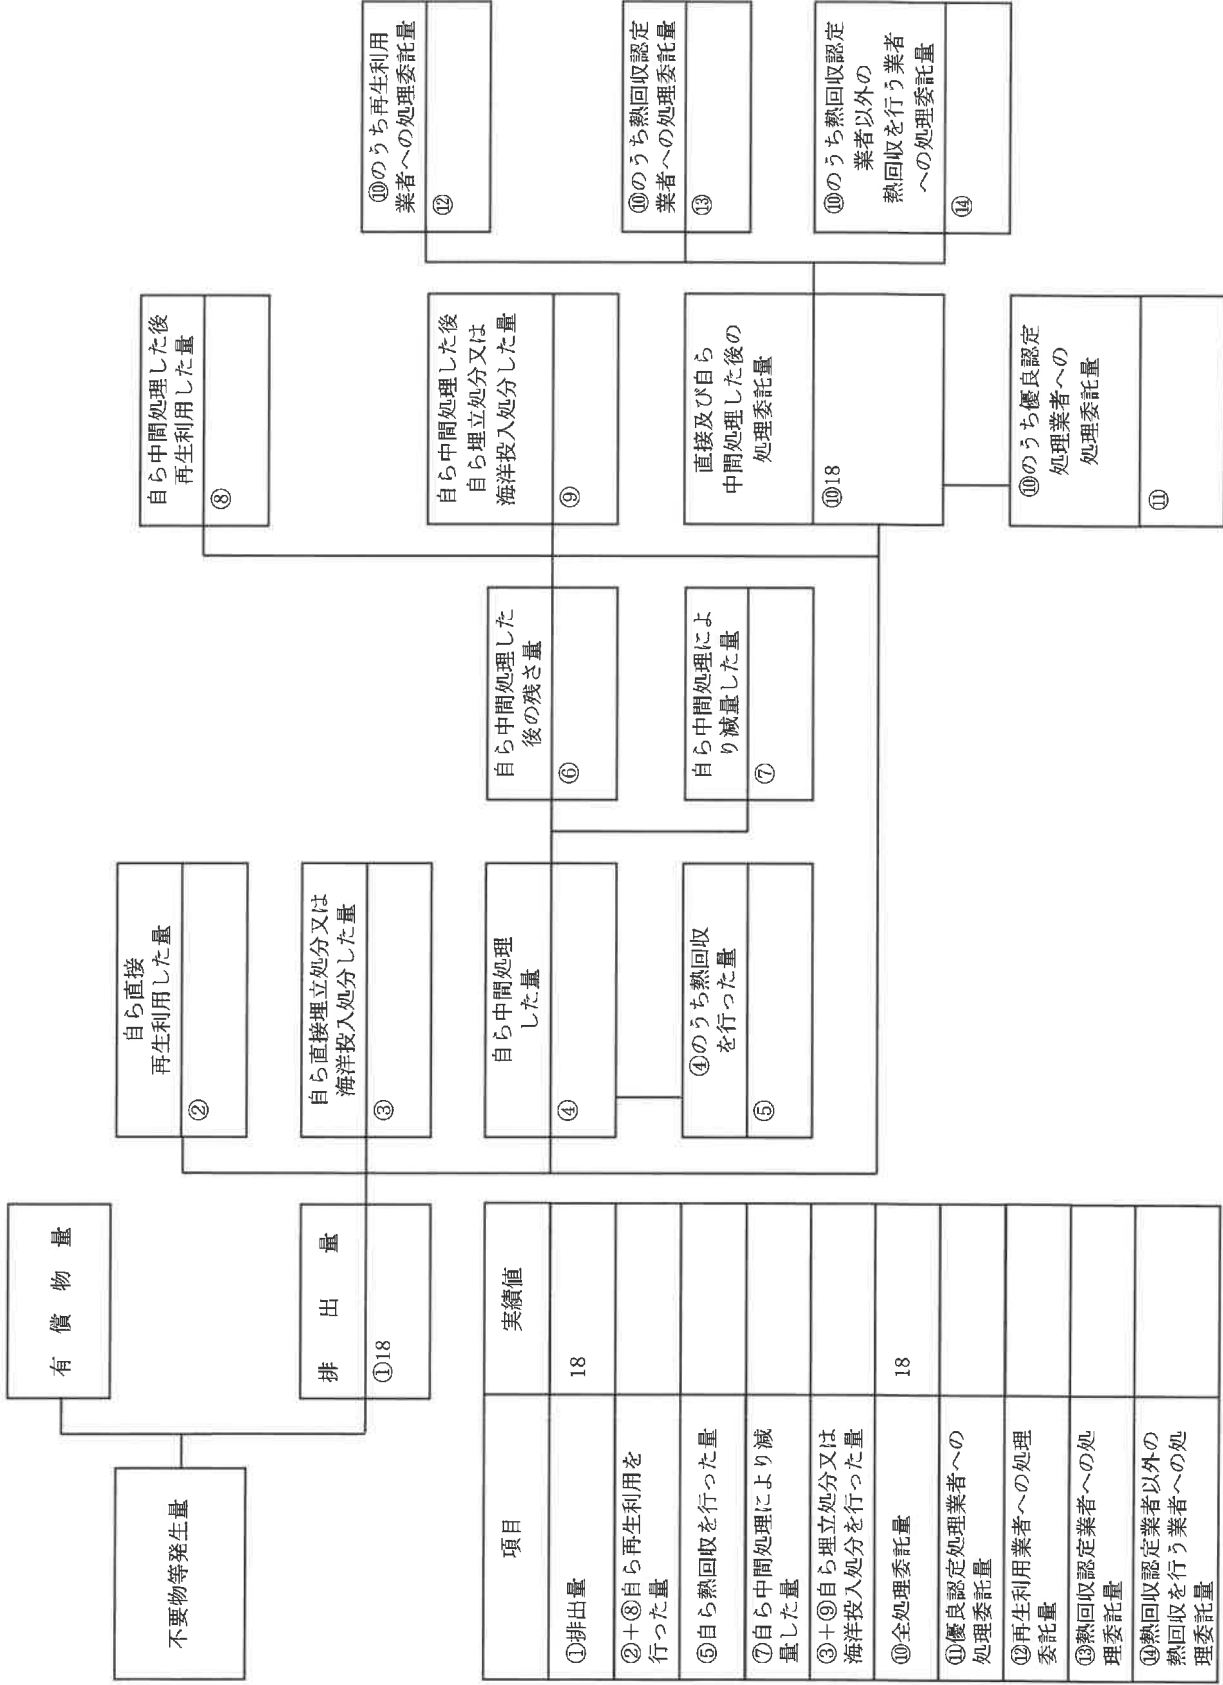 不要物等発生量
有償物量
排出量
①18
自ら直接
再生利用した量
②
自ら直接埋立処分又は
海洋投入処分した量
③
自ら中間処理
した量
④
④のうち熱回収
を行った量
⑤
自ら中間処理した
後の残さ量
⑥
自ら中間処理によ
り減量した量
⑦
自ら中間処理した後
再生利用した量
⑧
自ら中間処理した後
自ら埋立処分又は
海洋投入処分した量
⑨
直接及び自ら
中間処理した後の
処理委託量
⑩18
⑩のうち優良認定
処理業者への
処理委託量
⑪
⑩のうち再生利用
業者への処理委託量
⑫
⑩のうち熱回収認定
業者への処理委託量
⑬
⑩のうち熱回収認定
業者以外の
熱回収を行う業者
への処理委託量
⑭
項目 実績値
①排出量 18
②+⑧自ら再生利用を
行った量
⑤自ら熱回収を行った量
⑦自ら中間処理により減
量した量
③+⑨自ら埋立処分又は
海洋投入処分を行った量
⑩全処理委託量 18
⑪優良認定処理業者への
処理委託量
⑫再生利用業者への処理
委託量
⑬熱回収認定業者への処
理委託量
⑭熱回収認定業者以外の
熱回収を行う業者への処
理委託量